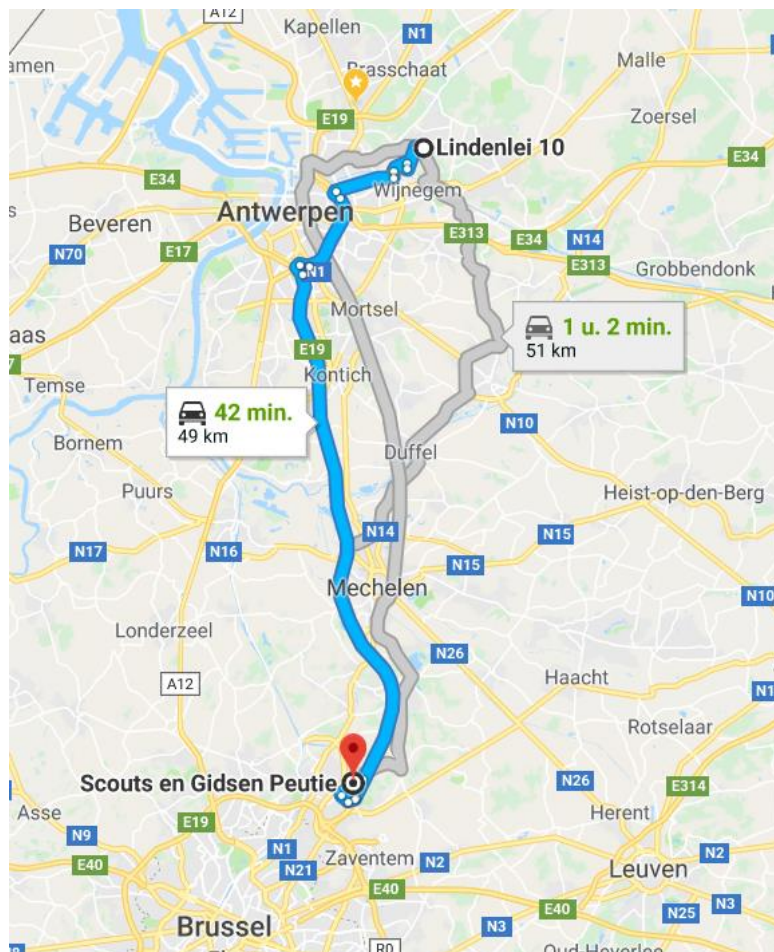 A12
Kapellen
N1
amen
Brasschaat
Malle
Zoersel
E19
Lindenlei 10
E34
E34
Wijnegem
Antwerpen
Beveren
E17
N70
E313
E34
N14
E313
Grobbendonk
N1
Mortsel
aas
1 u. 2 min.
51 km
E19
Temse
Kontich
42 min.
49 km
N10
Bornem
Duffel
Puurs
Heist-op-den-Berg
N14
N15
N17
N16
N15
Mechelen
N10
Londerzeel
N26
A12
Haacht
N1
Rotselaar
Scouts en Gidsen Peutie
N26
E314
Asse
E19
Herent
N9
N1
Zaventem
N2
N2
E40
N21
Leuven
E40
E40
N3
N3
N25
Brussel
RD
Oud-Heverlee